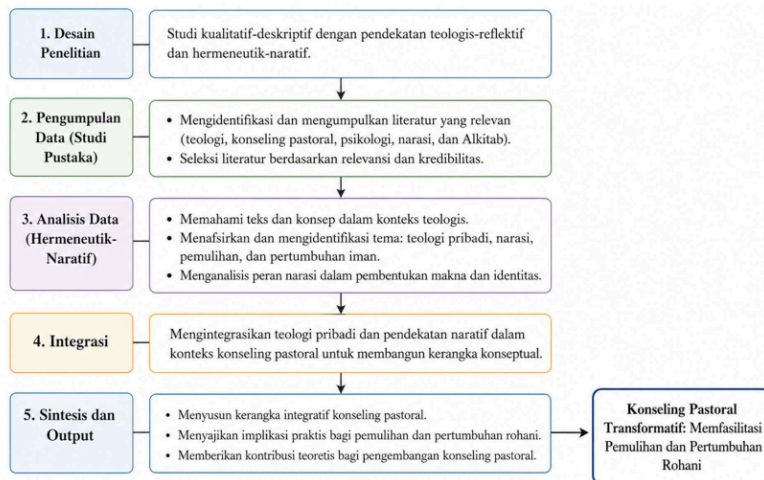 1. Desain
Penelitian
Studi kualitatif-deskriptif dengan pendekatan teologis-reflektif
dan hermeneutik-naratif.
2. Pengumpulan
Data (Studi
Pustaka)
• Mengidentifikasi dan mengumpulkan literatur yang relevan
(teologi, konseling pastoral, psikologi, narasi, dan Alkitab).
• Seleksi literatur berdasarkan relevansi dan kredibilitas.
3. Analisis Data
(Hermeneutik-
Naratif)
• Memahami teks dan konsep dalam konteks teologis.
• Menafsirkan dan mengidentifikasi tema: teologi pribadi, narasi,
pemulihan, dan pertumbuhan iman.
• Menganalisis peran narasi dalam pembentukan makna dan identitas.
4. Integrasi
Mengintegrasikan teologi pribadi dan pendekatan naratif dalam
konteks konseling pastoral untuk membangun kerangka konseptual.
5. Sintesis dan
Output
• Menyusun kerangka integratif konseling pastoral.
• Menyajikan implikasi praktis bagi pemulihan dan pertumbuhan rohani.
• Memberikan kontribusi teoretis bagi pengembangan konseling pastoral.
Konseling Pastoral
Transformatif: Memfasilitasi
Pemulihan dan Pertumbuhan
Rohani